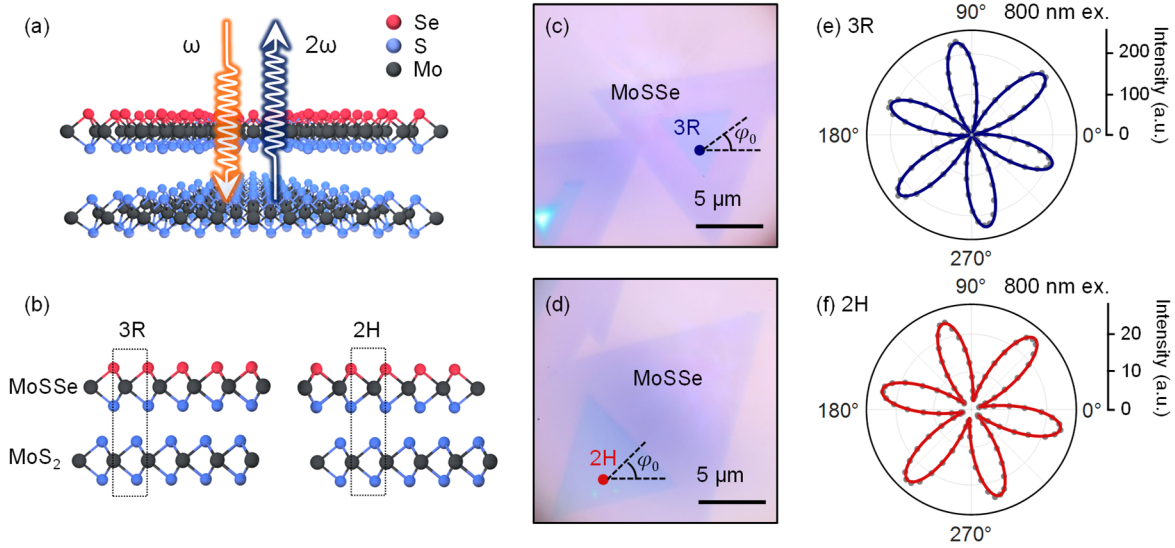 (a)
ω
2ω
Se
S
Mo
(b)
3R
2H
MoSSe
MoS₂
(c)
MoSSe
3R
φ₀
5 μm
(d)
MoSSe
2H
φ₀
5 μm
(e) 3R
90°
800 nm ex.
180°
0°
270°
200
100
0
Intensity (a.u.)
(f) 2H
90°
800 nm ex.
180°
0°
270°
20
10
0
Intensity (a.u.)